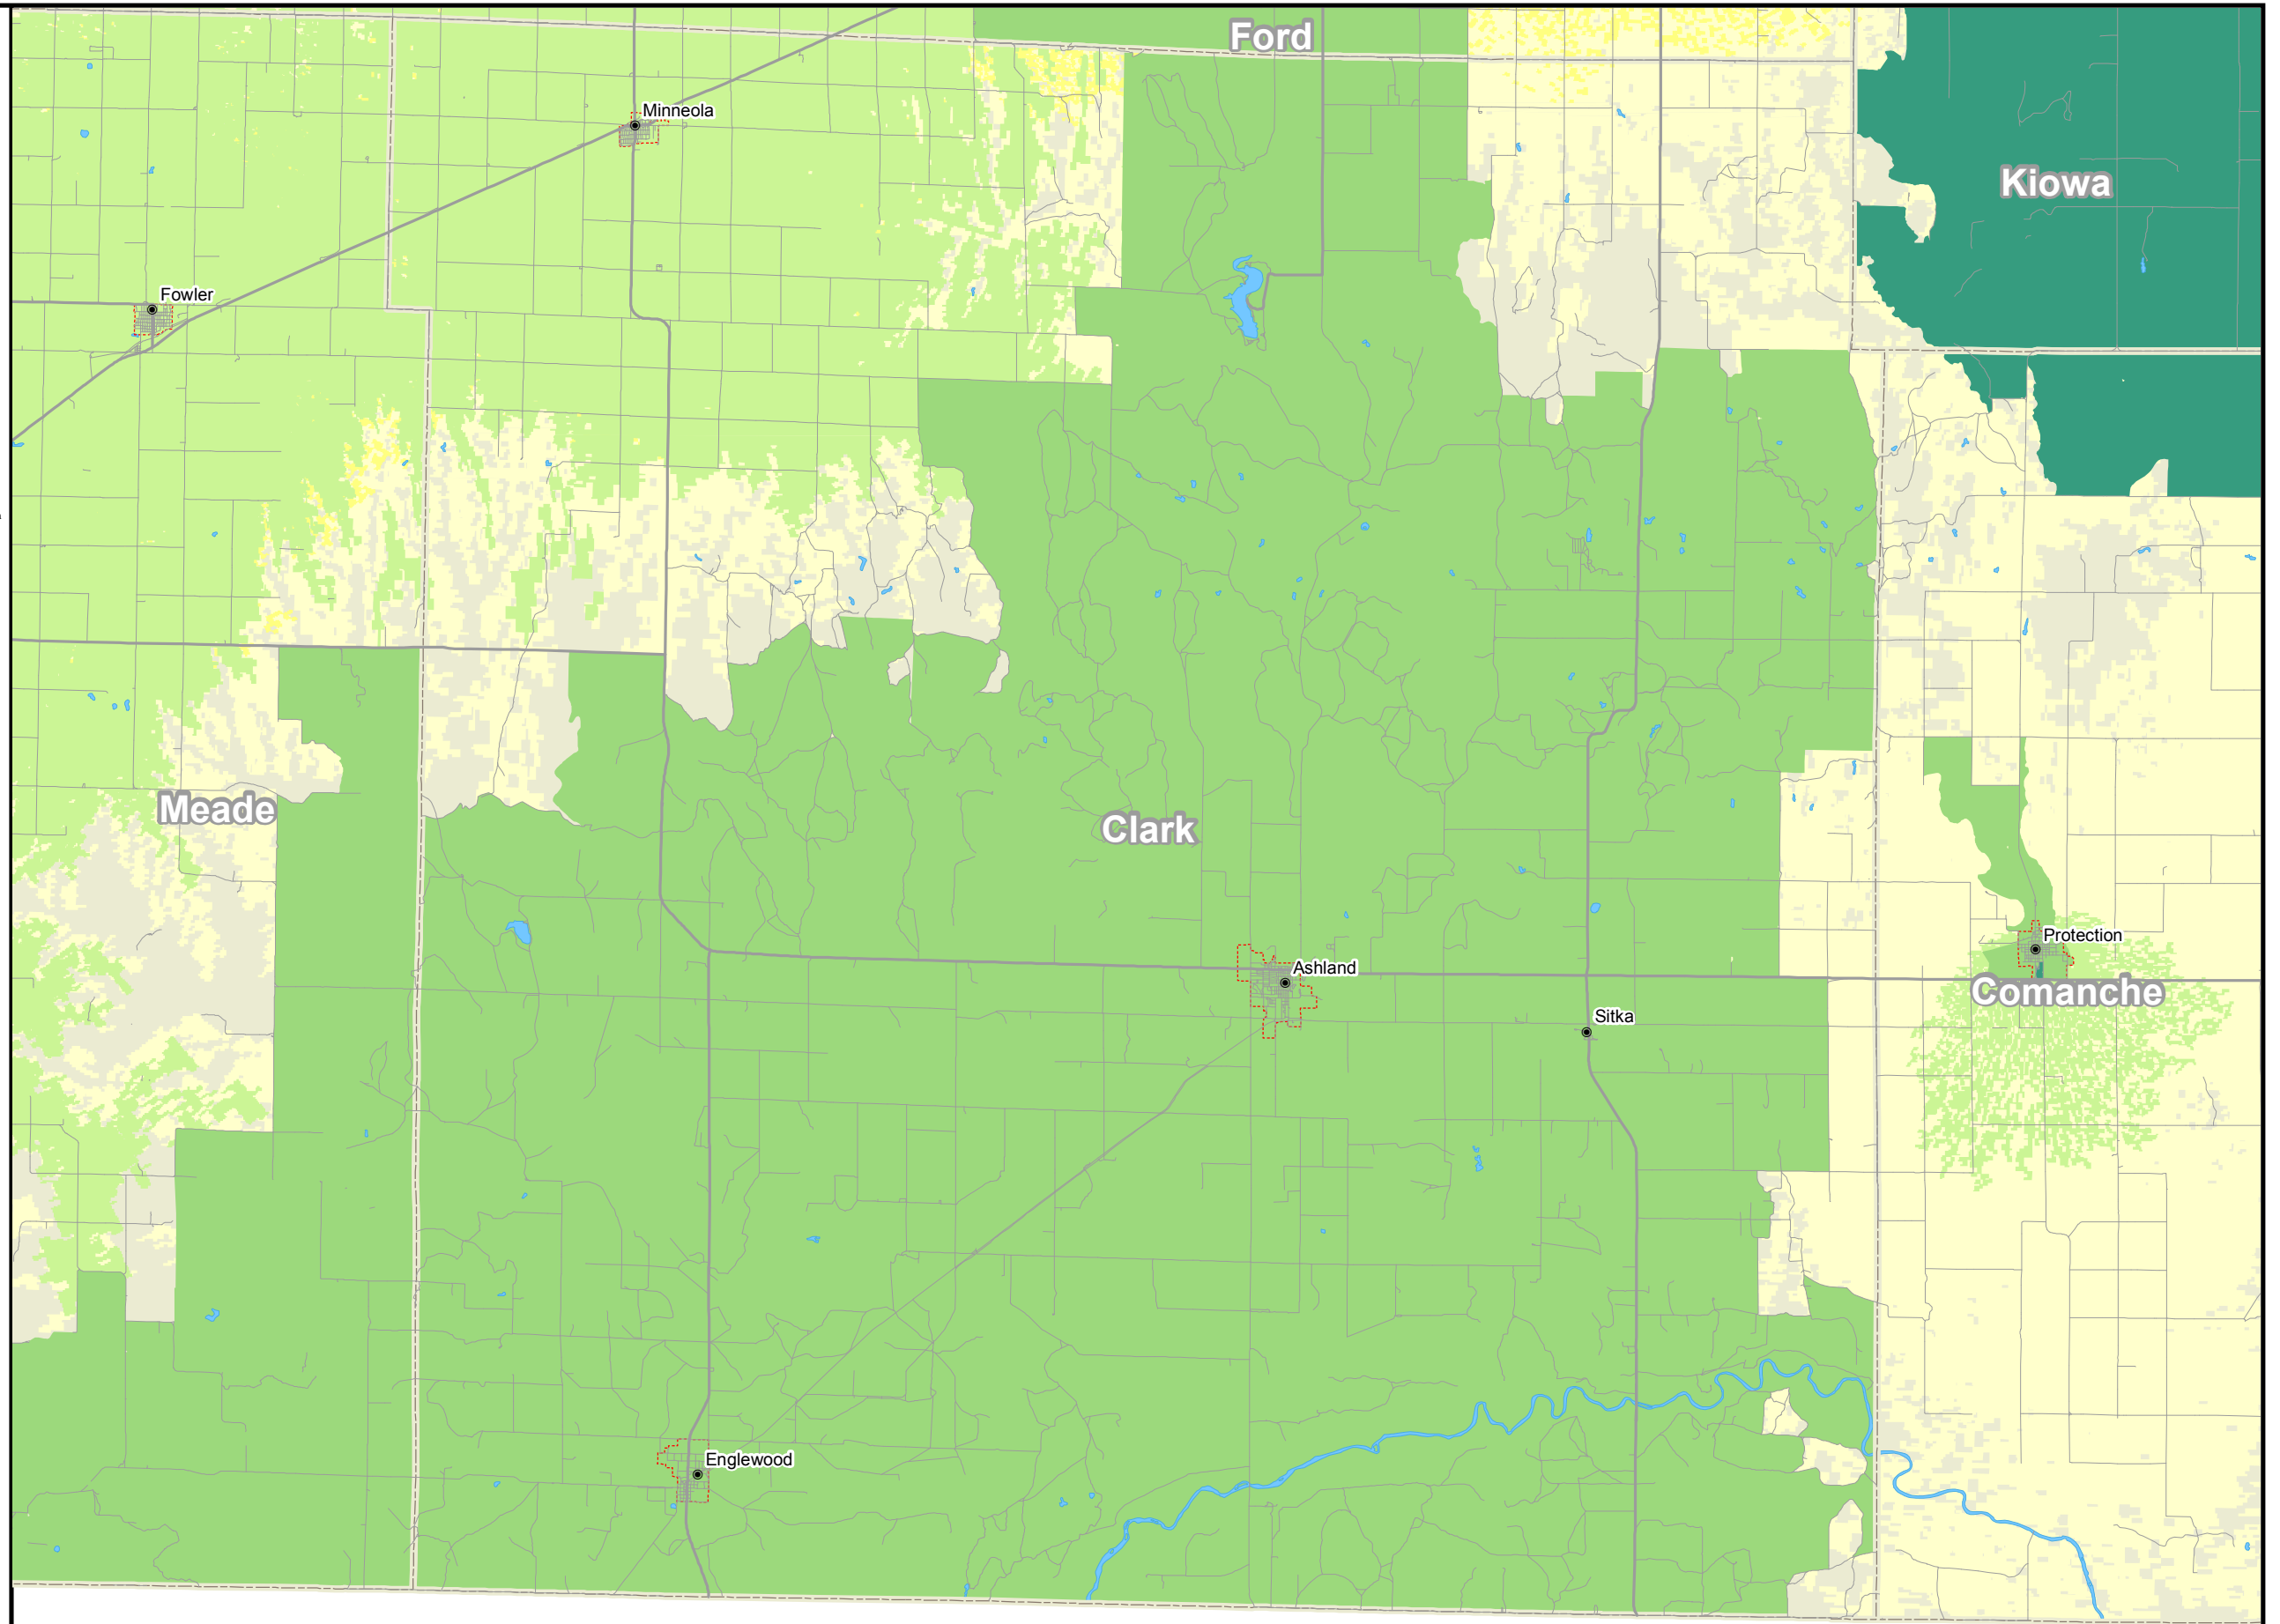 Ford
Minneola
Kiowa
Fowler
Meade
Clark
Protection
Ashland
Comanche
Sitka
Englewood